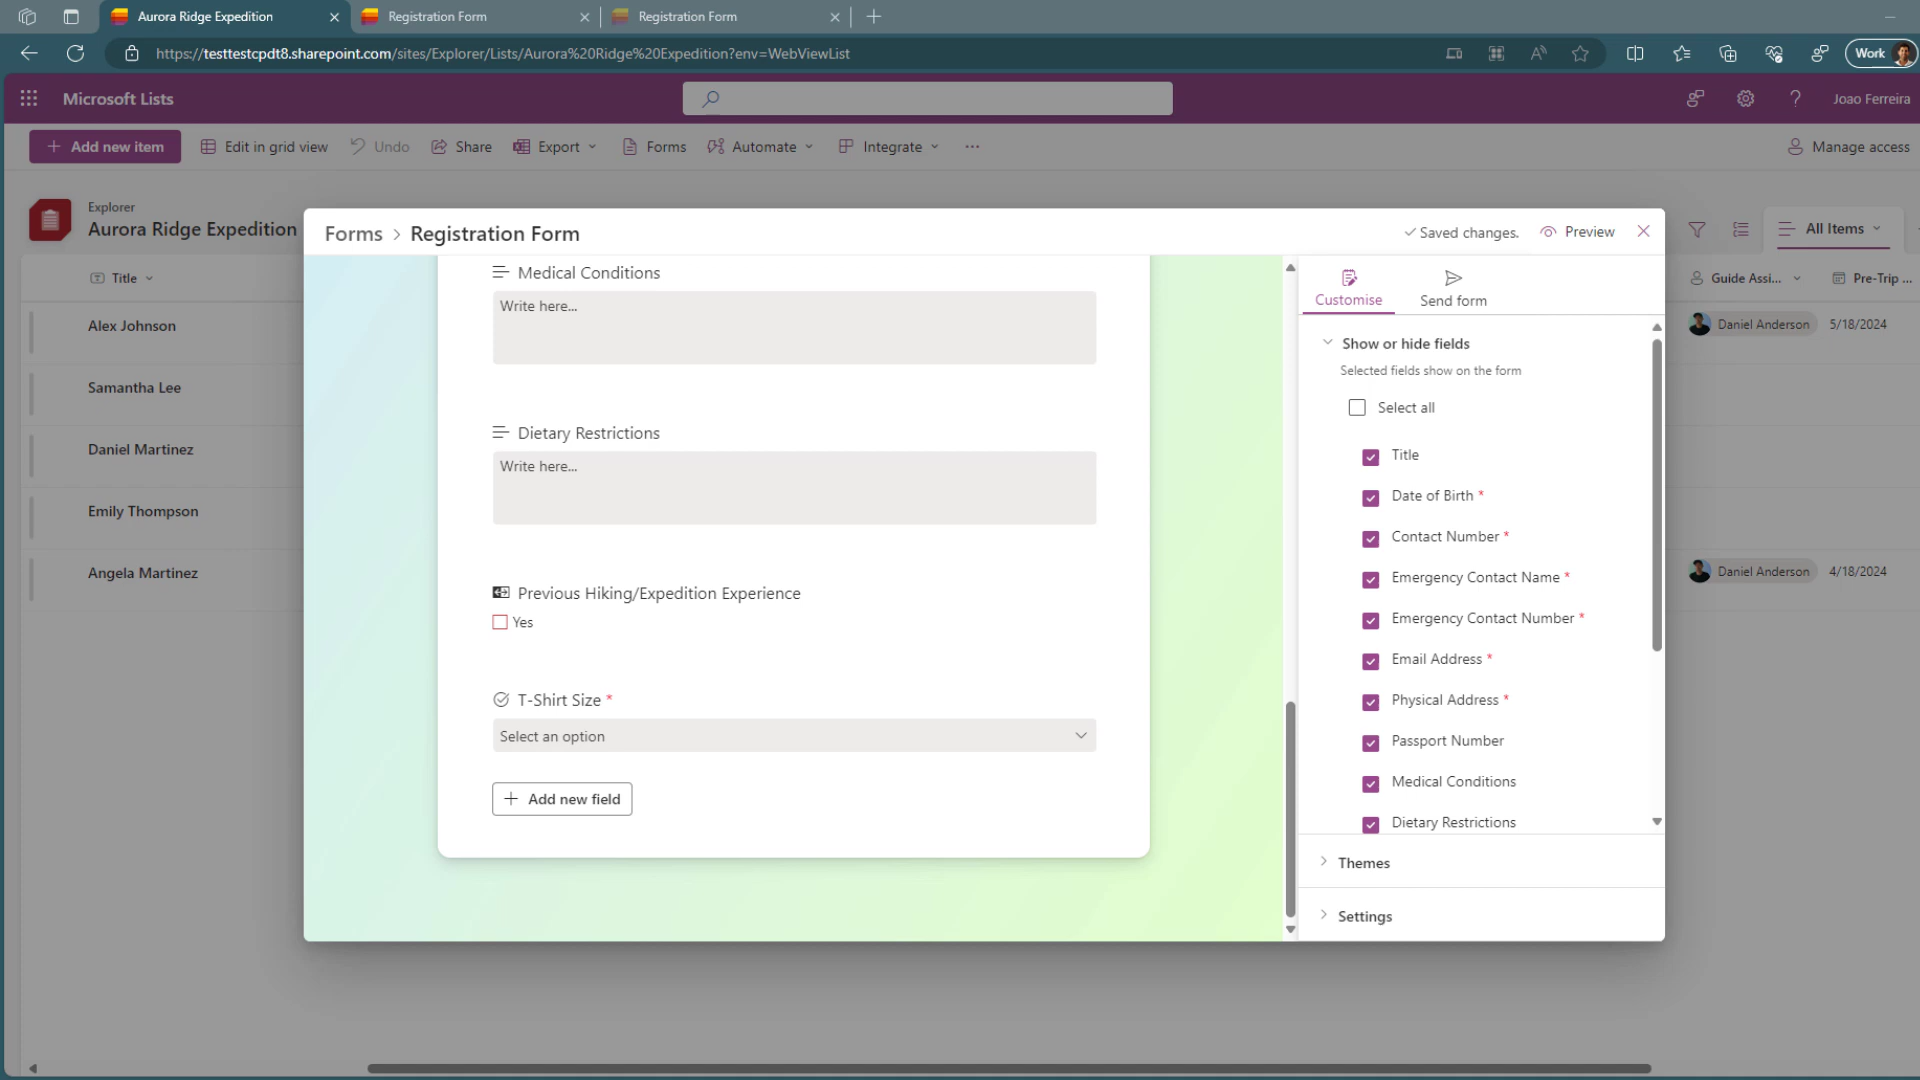 Aurora Ridge Expedition
Registration Form
Registration Form
https://testtestcpdt8.sharepoint.com/sites/Explorer/Lists/Aurora%20Ridge%20Expedition?env=WebViewList
Work
Microsoft Lists
Joao Ferreira
Add new item
Edit in grid view
Undo
Share
Export
Forms
Automate
Integrate
Manage access
Explorer
Aurora Ridge Expedition
All Items
Title
Guide Assi...
Pre-Trip ...
Alex Johnson
Daniel Anderson
5/18/2024
Samantha Lee
Daniel Martinez
Emily Thompson
Angela Martinez
Daniel Anderson
4/18/2024
Forms > Registration Form
Saved changes.
Preview
Medical Conditions
Write here...
Dietary Restrictions
Write here...
Previous Hiking/Expedition Experience
Yes
T-Shirt Size *
Select an option
Add new field
Customise
Send form
Show or hide fields
Selected fields show on the form
Select all
Title
Date of Birth *
Contact Number *
Emergency Contact Name *
Emergency Contact Number *
Email Address *
Physical Address *
Passport Number
Medical Conditions
Dietary Restrictions
Themes
Settings